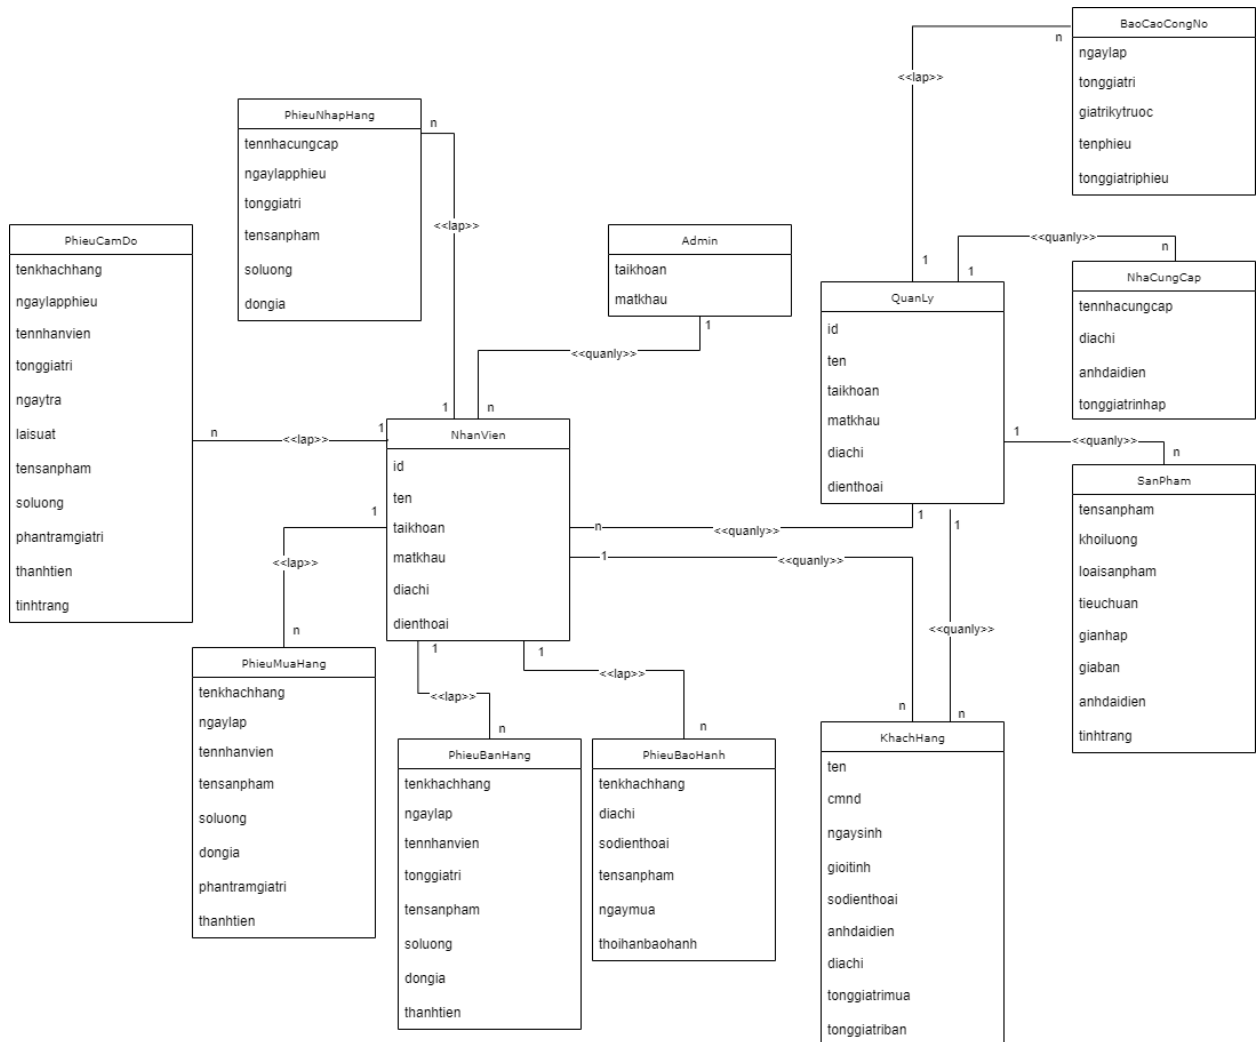 BaoCaoCongNo
ngaylap
tonggiatri
giatrikytruoc
tenphieu
tonggiatriphieu
n
<<lap>>
1
PhieuNhapHang
tennhacungcap
ngaylapphieu
tonggiatri
tensanpham
soluong
dongia
n
<<lap>>
1
PhieuCamDo
tenkhachhang
ngaylapphieu
tennhanvien
tonggiatri
ngaytra
laisuat
tensanpham
soluong
phantramgiatri
thanhtien
tinhtrang
n
<<lap>>
1
Admin
taikhoan
matkhau
1
<<quanly>>
n
QuanLy
id
ten
taikhoan
matkhau
diachi
dienthoai
1
<<quanly>>
n
NhaCungCap
tennhacungcap
diachi
anhdaidien
tonggiatrinhap
1
<<quanly>>
n
SanPham
tensanpham
khoiluong
loaisanpham
tieuchuan
gianhap
giaban
anhdaidien
tinhtrang
NhanVien
id
ten
taikhoan
matkhau
diachi
dienthoai
n
<<quanly>>
1
1
<<quanly>>
n
1
<<quanly>>
n
1
<<lap>>
n
PhieuMuaHang
tenkhachhang
ngaylap
tennhanvien
tensanpham
soluong
dongia
phantramgiatri
thanhtien
1
<<lap>>
n
PhieuBanHang
tenkhachhang
ngaylap
tennhanvien
tonggiatri
tensanpham
soluong
dongia
thanhtien
1
<<lap>>
n
PhieuBaoHanh
tenkhachhang
diachi
sodienthoai
tensanpham
ngaymua
thoihanbaohanh
KhachHang
ten
cmnd
ngaysinh
gioitinh
sodienthoai
anhdaidien
diachi
tonggiatrimua
tonggiatriban